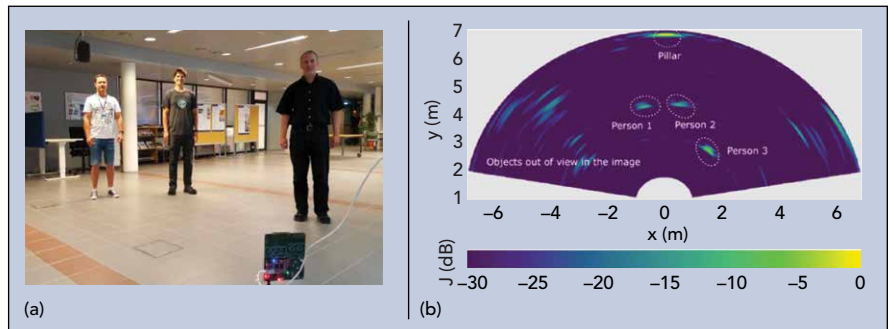 (a)
(b)
y (m)
7
6
5
4
3
2
1
Pillar
Person 1
Person 2
Person 3
Objects out of view in the image
–6 –4 –2 0 2 4 6
x (m)
J (dB)
–30 –25 –20 –15 –10 –5 0